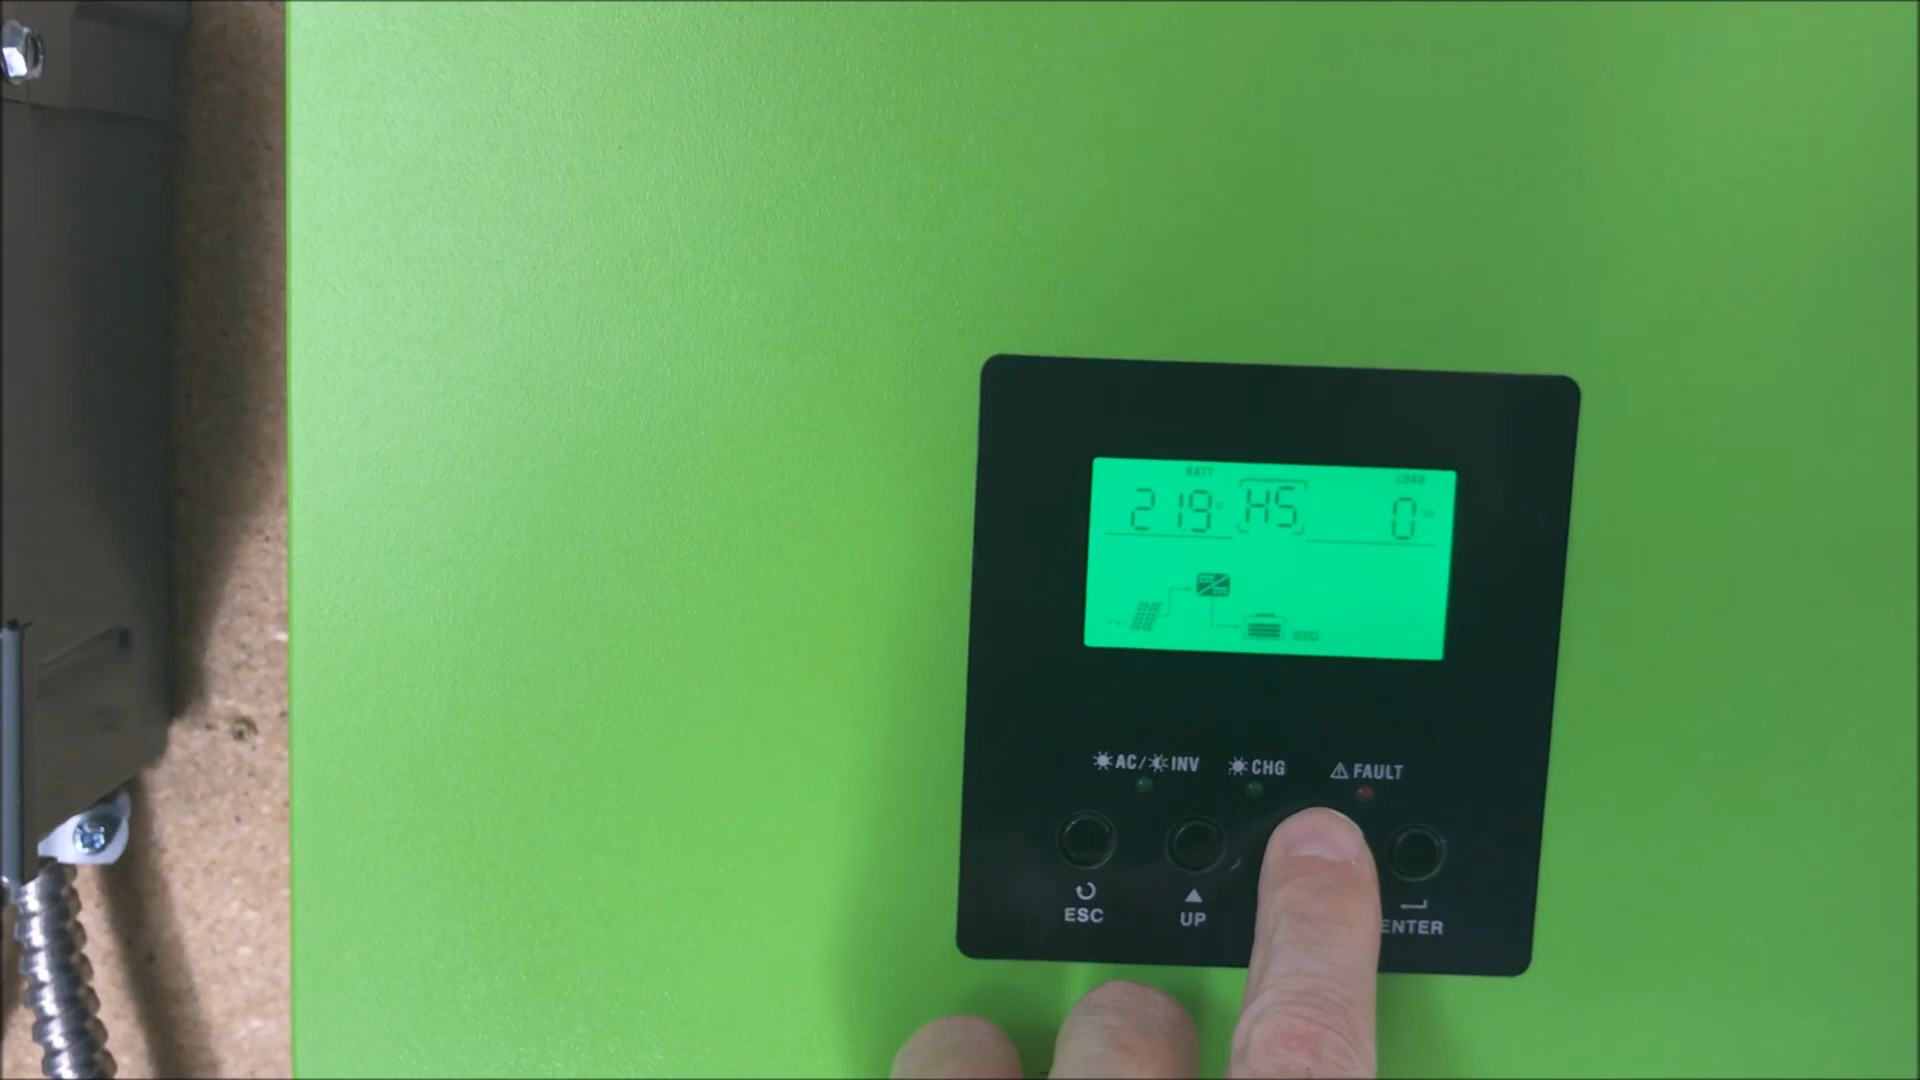 BATT LOAD
219 V HS 0
AC/ INV CHG FAULT
ESC UP ENTER